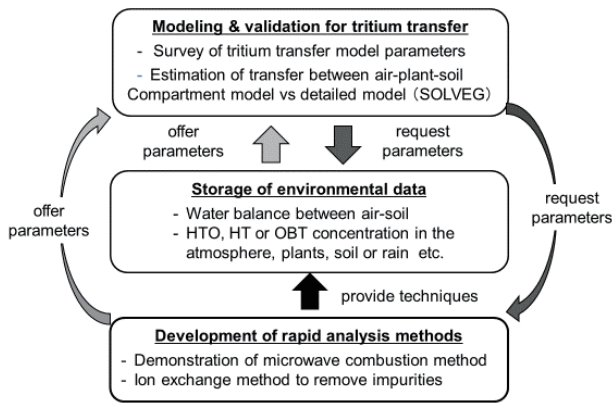 Modeling & validation for tritium transfer
- Survey of tritium transfer model parameters
- Estimation of transfer between air-plant-soil
Compartment model vs detailed model（SOLVEG）
offer
parameters
request
parameters
offer
parameters
request
parameters
Storage of environmental data
- Water balance between air-soil
- HTO, HT or OBT concentration in the
atmosphere, plants, soil or rain etc.
provide techniques
Development of rapid analysis methods
- Demonstration of microwave combustion method
- Ion exchange method to remove impurities